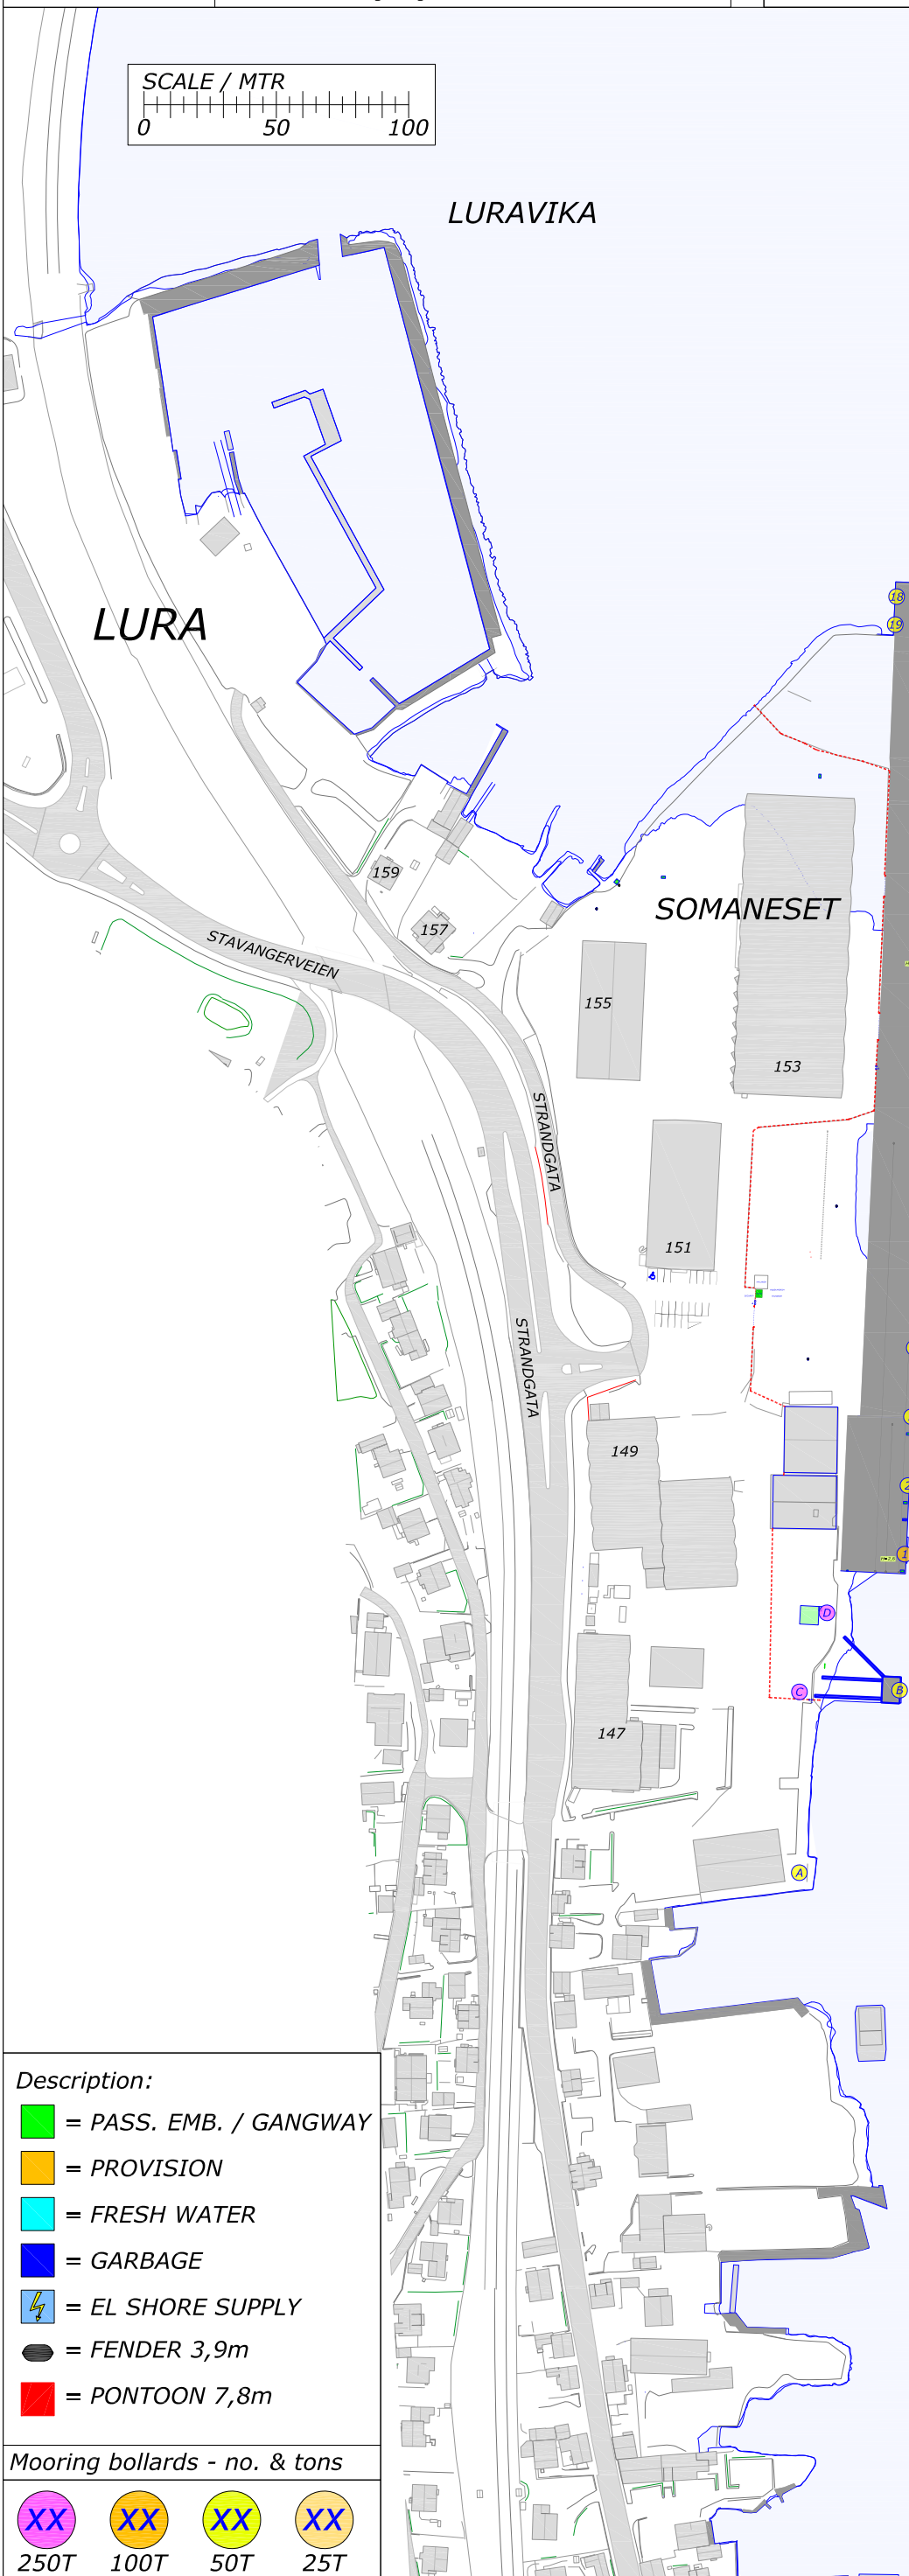 SCALE / MTR
0 50 100
LURAVIKA
18
19
LURA
159
SOMANESET
157
STAVANGERVEIEN
155
153
STRANDGATA
151
STRANDGATA
149
D
C
B
147
A
Description:
= PASS. EMB. / GANGWAY
= PROVISION
= FRESH WATER
= GARBAGE
= EL SHORE SUPPLY
= FENDER 3,9m
= PONTOON 7,8m
Mooring bollards - no. & tons
XX XX XX XX
250T 100T 50T 25T